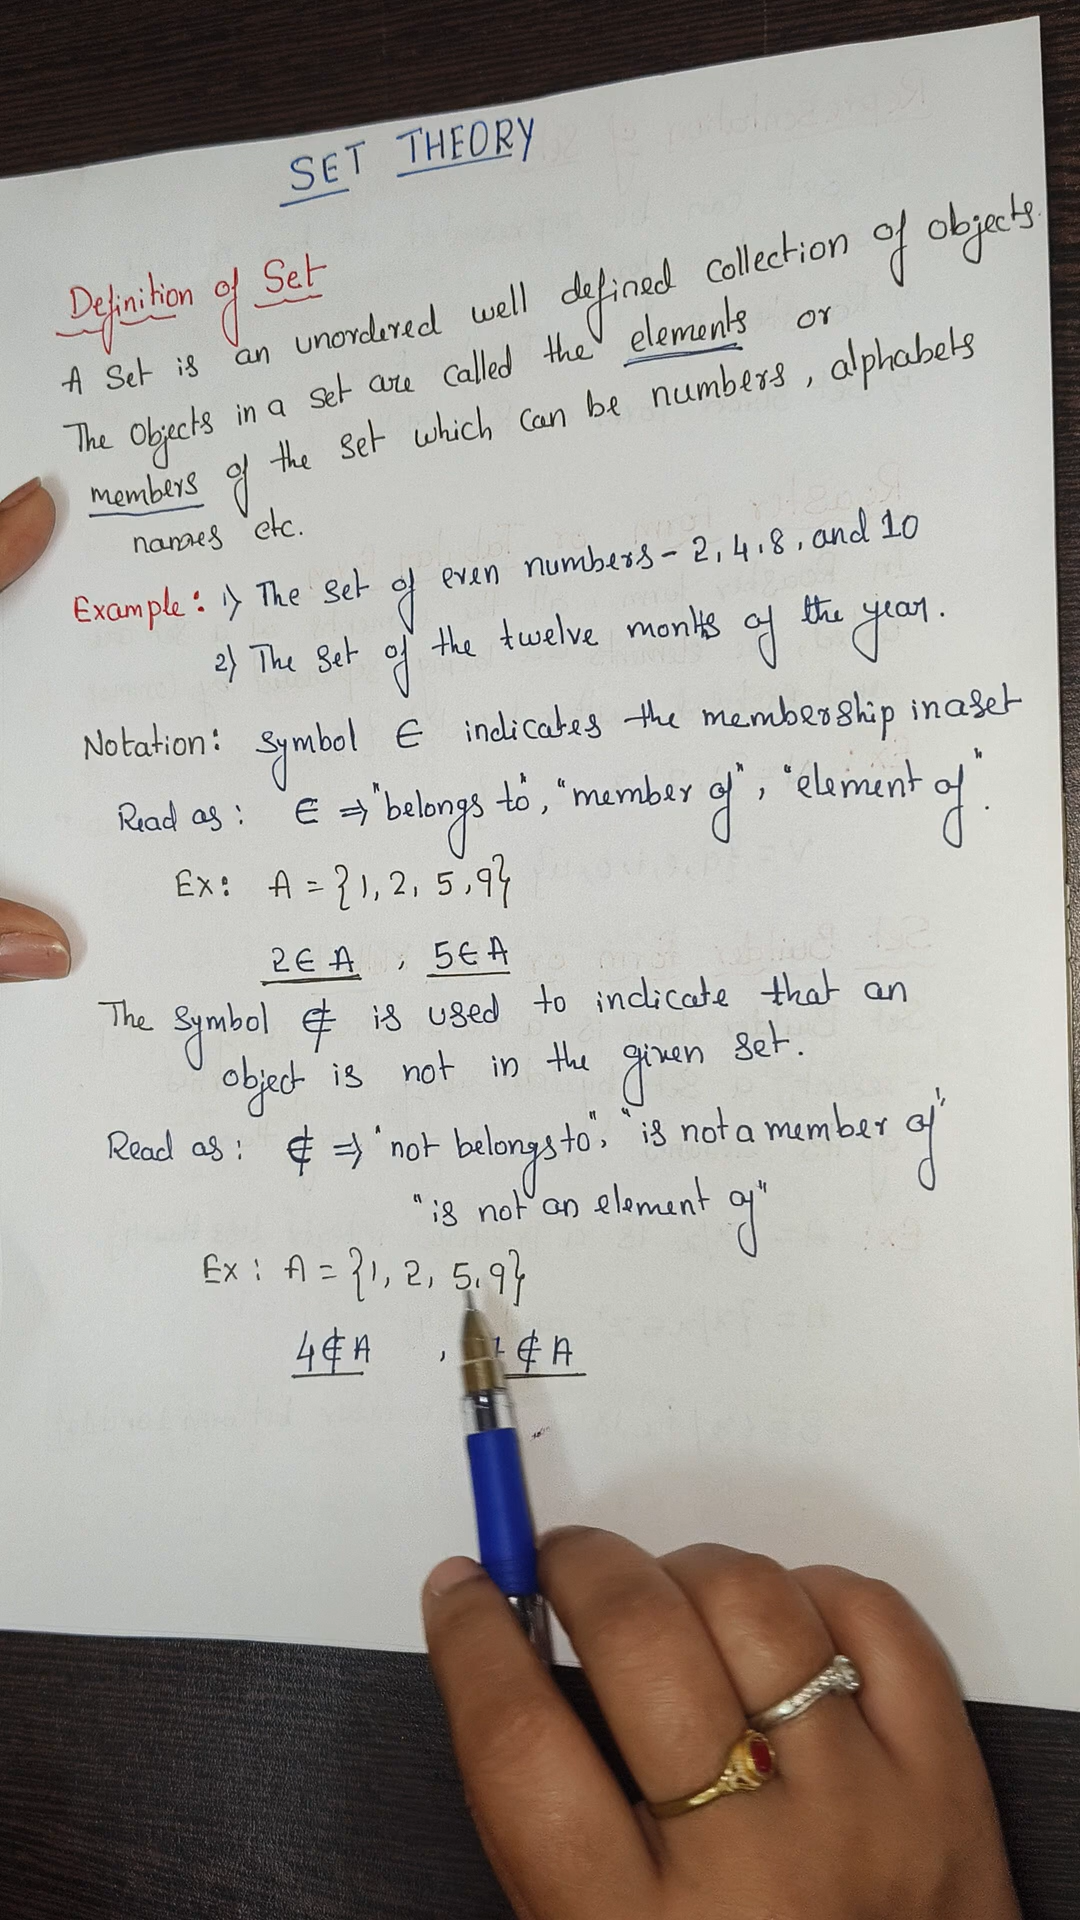 SET THEORY
Definition of Set
A Set is an unordered well defined collection of objects.
The Objects in a set are called the elements or
members of the set which can be numbers, alphabets
names etc.
Example: 1) The set of even numbers - 2, 4, 8, and 10
2) The set of the twelve months of the year.
Notation: Symbol ∈ indicates the membership in a set
Read as: ∈ ⇒ "belongs to", "member of", "element of".
Ex: A = {1, 2, 5, 9}
2 ∈ A , 5 ∈ A
The Symbol ∉ is used to indicate that an
object is not in the given set.
Read as: ∉ ⇒ "not belongs to", "is not a member of"
"is not an element of"
Ex: A = {1, 2, 5, 9}
4 ∉ A , ∉ A